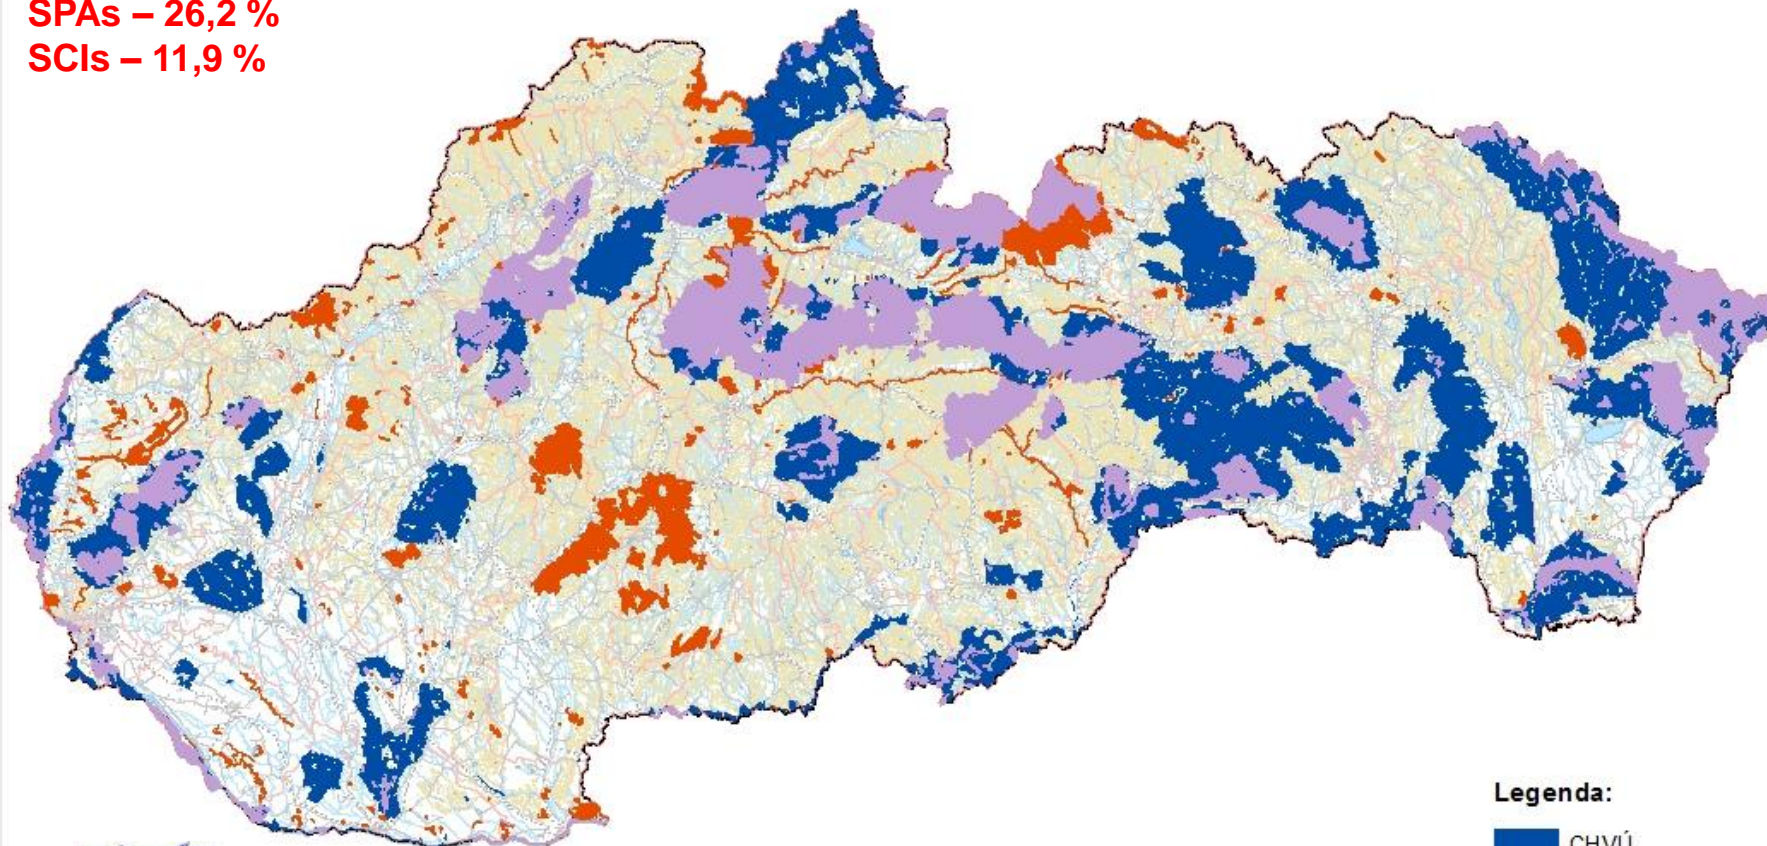 SPAs – 26,2 %
SCIs – 11,9 %
Legenda:
CHVÚ